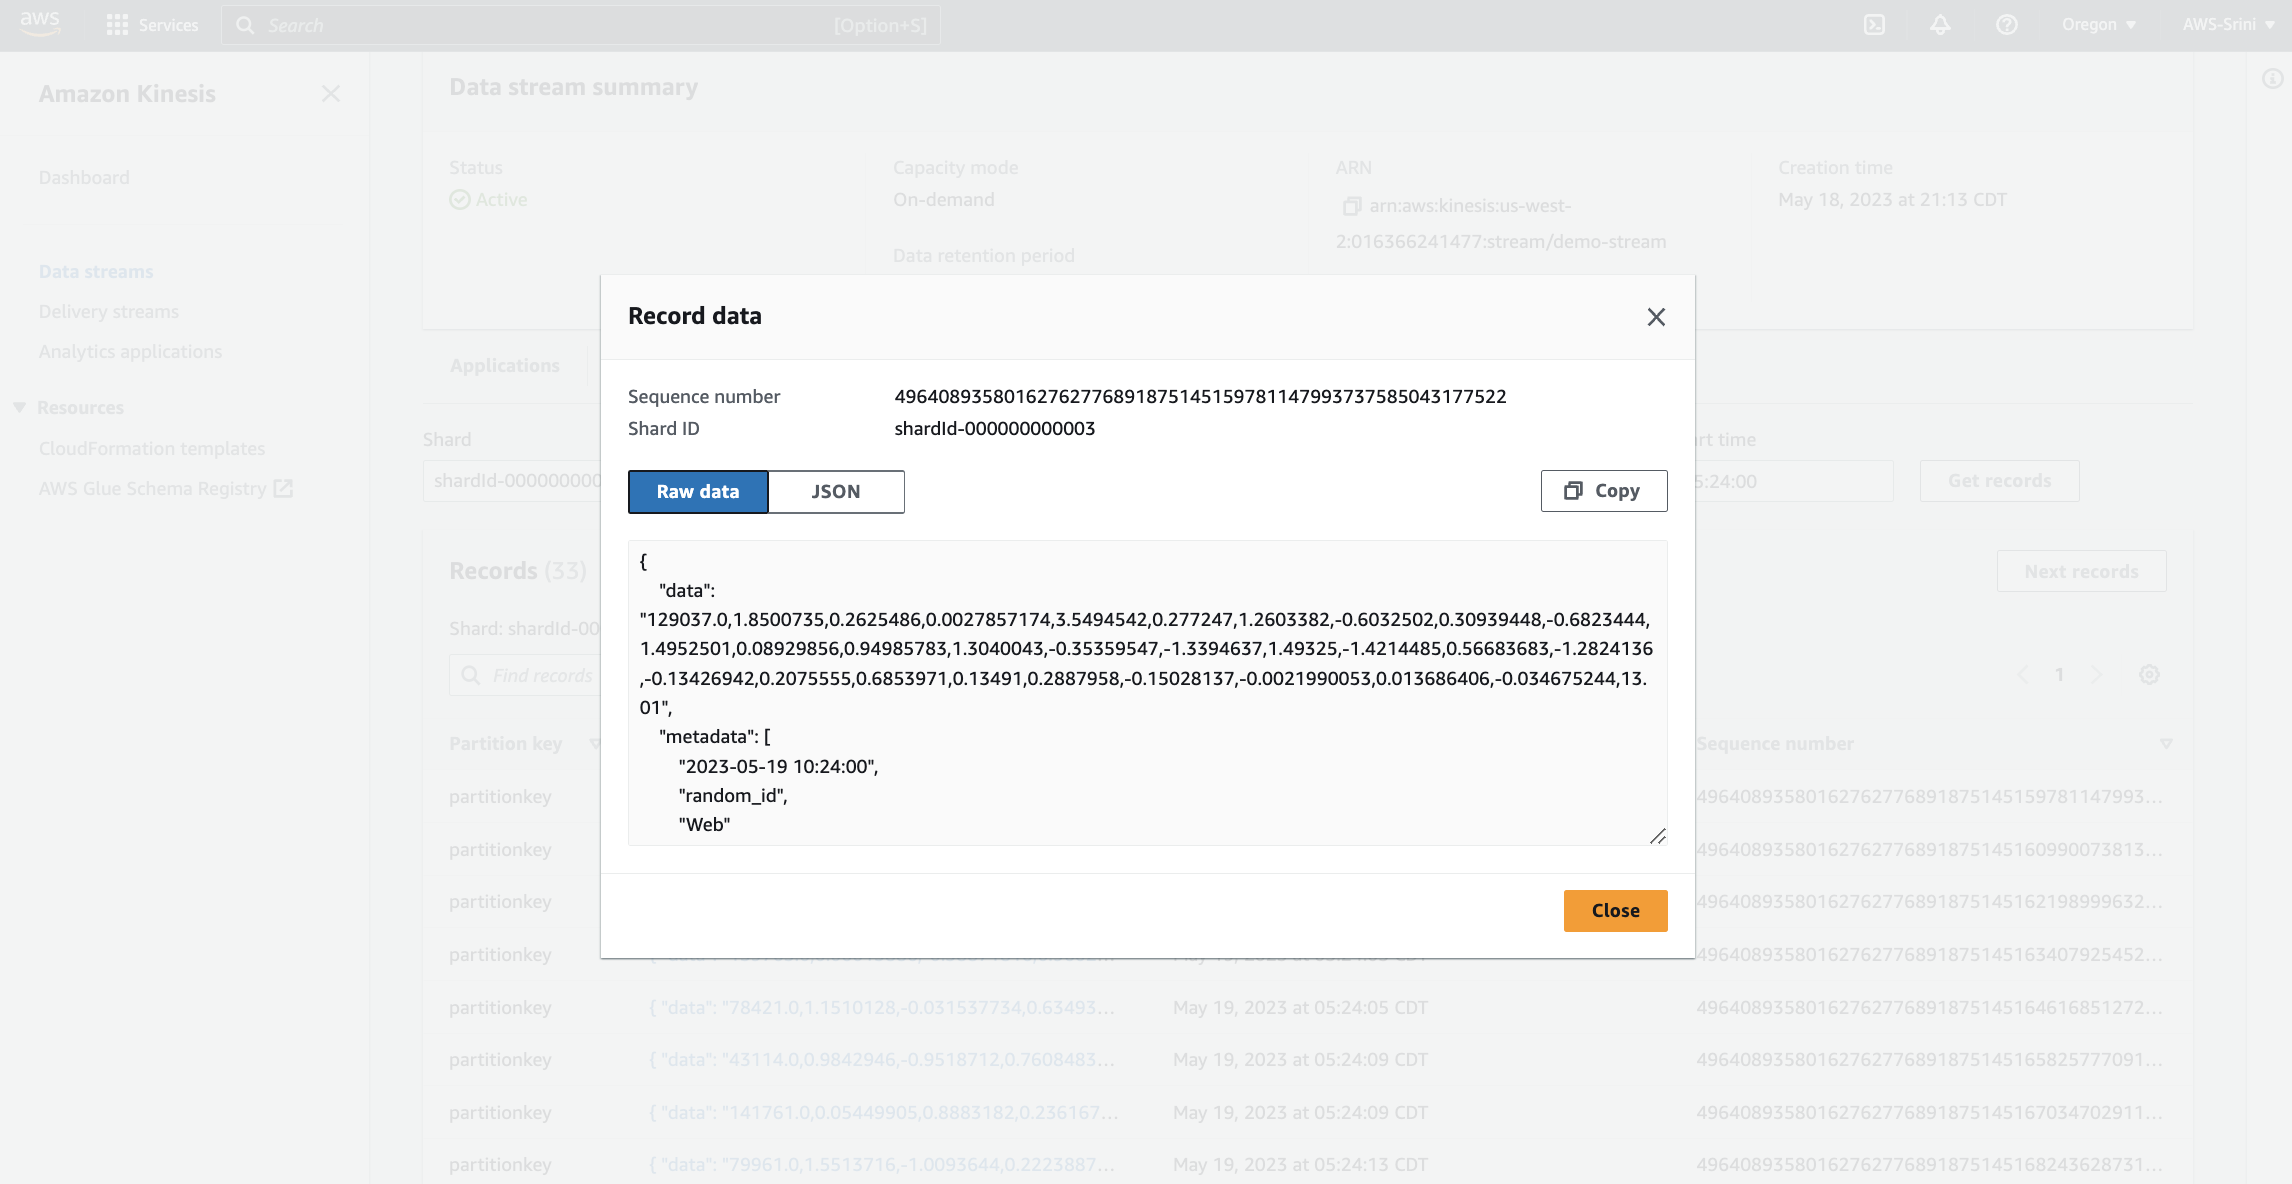 aws
Services
Search
[Option+S]
Oregon
AWS-Srini
Amazon Kinesis
Dashboard
Data streams
Delivery streams
Analytics applications
Resources
CloudFormation templates
AWS Glue Schema Registry
Data stream summary
Status
Active
Capacity mode
On-demand
Data retention period
ARN
arn:aws:kinesis:us-west-
2:016366241477:stream/demo-stream
Creation time
May 18, 2023 at 21:13 CDT
Applications
Shard
shardId-000000000
rt time
5:24:00
Get records
Records (33)
Next records
Shard: shardId-00
Find records
1
Record data
Sequence number
49640893580162762776891875145159781147993737585043177522
Shard ID
shardId-000000000003
Raw data
JSON
Copy
{
"data":
"129037.0,1.8500735,0.2625486,0.0027857174,3.5494542,0.277247,1.2603382,-0.6032502,0.30939448,-0.6823444,
1.4952501,0.08929856,0.94985783,1.3040043,-0.35359547,-1.3394637,1.49325,-1.4214485,0.56683683,-1.2824136
,-0.13426942,0.2075555,0.6853971,0.13491,0.2887958,-0.15028137,-0.0021990053,0.013686406,-0.034675244,13.
01",
"metadata": [
"2023-05-19 10:24:00",
"random_id",
"Web"
Close
Partition key
Sequence number
partitionkey
49640893580162762776891875145159781147993...
partitionkey
49640893580162762776891875145160990073813...
partitionkey
49640893580162762776891875145162198999632...
partitionkey
49640893580162762776891875145163407925452...
partitionkey
{ "data": "78421.0,1.1510128,-0.031537734,0.63493...
May 19, 2023 at 05:24:05 CDT
49640893580162762776891875145164616851272...
partitionkey
{ "data": "43114.0,0.9842946,-0.9518712,0.7608483...
May 19, 2023 at 05:24:09 CDT
49640893580162762776891875145165825777091...
partitionkey
{ "data": "141761.0,0.05449905,0.8883182,0.236167...
May 19, 2023 at 05:24:09 CDT
49640893580162762776891875145167034702911...
partitionkey
{ "data": "79961.0,1.5513716,-1.0093644,0.2223887...
May 19, 2023 at 05:24:13 CDT
49640893580162762776891875145168243628731...